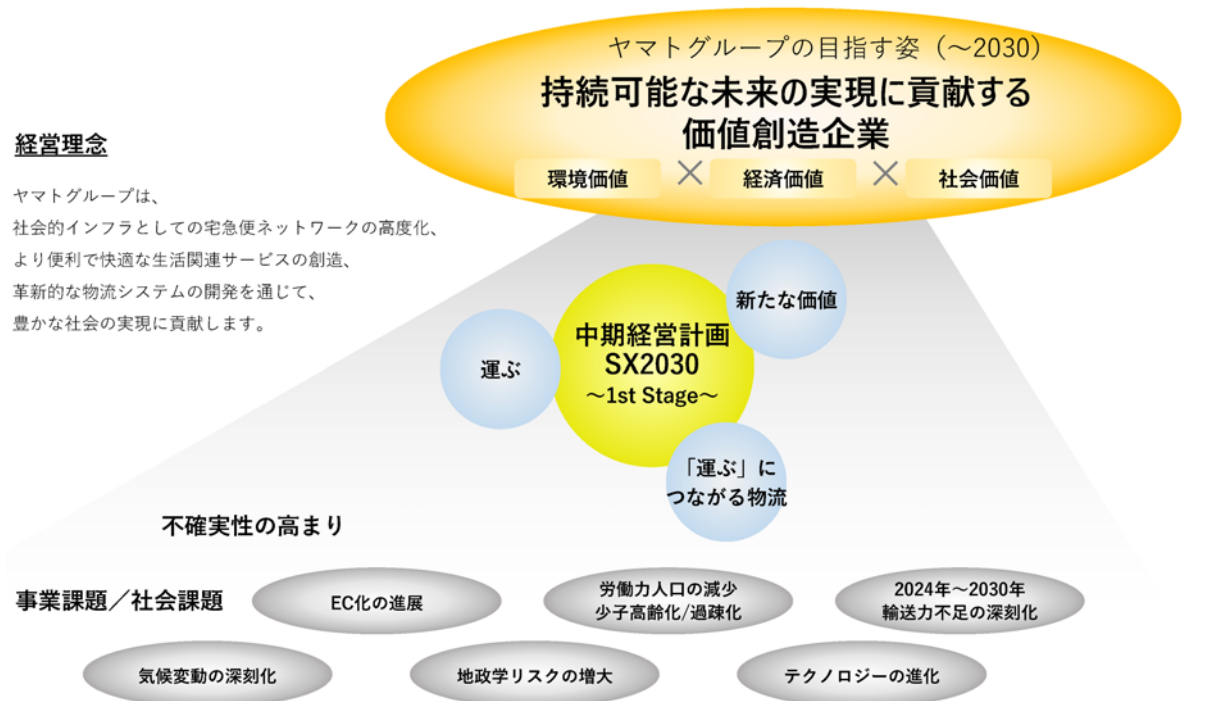 ヤマトグループの目指す姿（～2030）
持続可能な未来の実現に貢献する
価値創造企業
環境価値 × 経済価値 × 社会価値
経営理念
ヤマトグループは、
社会的インフラとしての宅急便ネットワークの高度化、
より便利で快適な生活関連サービスの創造、
革新的な物流システムの開発を通じて、
豊かな社会の実現に貢献します。
新たな価値
中期経営計画
SX2030
～1st Stage～
運ぶ
「運ぶ」に
つながる物流
不確実性の高まり
事業課題／社会課題
EC化の進展
労働力人口の減少
少子高齢化/過疎化
2024年～2030年
輸送力不足の深刻化
気候変動の深刻化
地政学リスクの増大
テクノロジーの進化